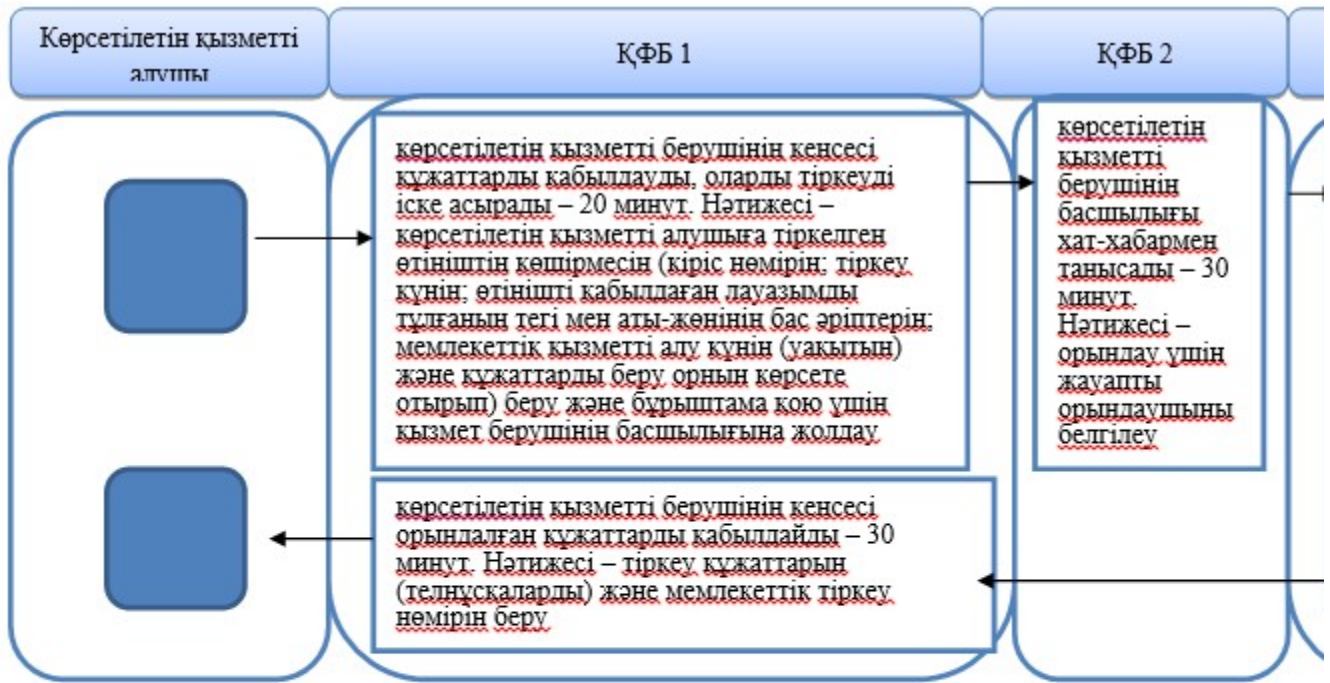 Көрсетілетін қызметті
алушы
ҚФБ 1
ҚФБ 2
көрсетілетін қызметті берушінің кеңсесі
құжаттарды қабылдауды, оларды тіркеуді
іске асырады – 20 минут. Нәтижесі –
көрсетілетін қызметті алушыға тіркелген
өтініштің көшірмесін (кіріс нөмірін; тіркеу
күнін; өтінішті қабылдаған лауазымды
тұлғаның тегі мен аты-жөнінің бас әріптерін;
мемлекеттік қызметті алу күнін (уақытын)
және құжаттарды беру орнын көрсете
отырып) беру және бұрыштама қою үшін
қызмет берушінің басшылығына жолдау
көрсетілетін
қызметті
берушінің
басшылығы
хат-хабармен
танысады – 30
минут.
Нәтижесі –
орындау үшін
жауапты
орындаушыны
белгілеу
көрсетілетін қызметті берушінің кеңсесі
орындалған құжаттарды қабылдайды – 30
минут. Нәтижесі – тіркеу құжаттарын
(телнұсқаларды) және мемлекеттік тіркеу
нөмірін беру